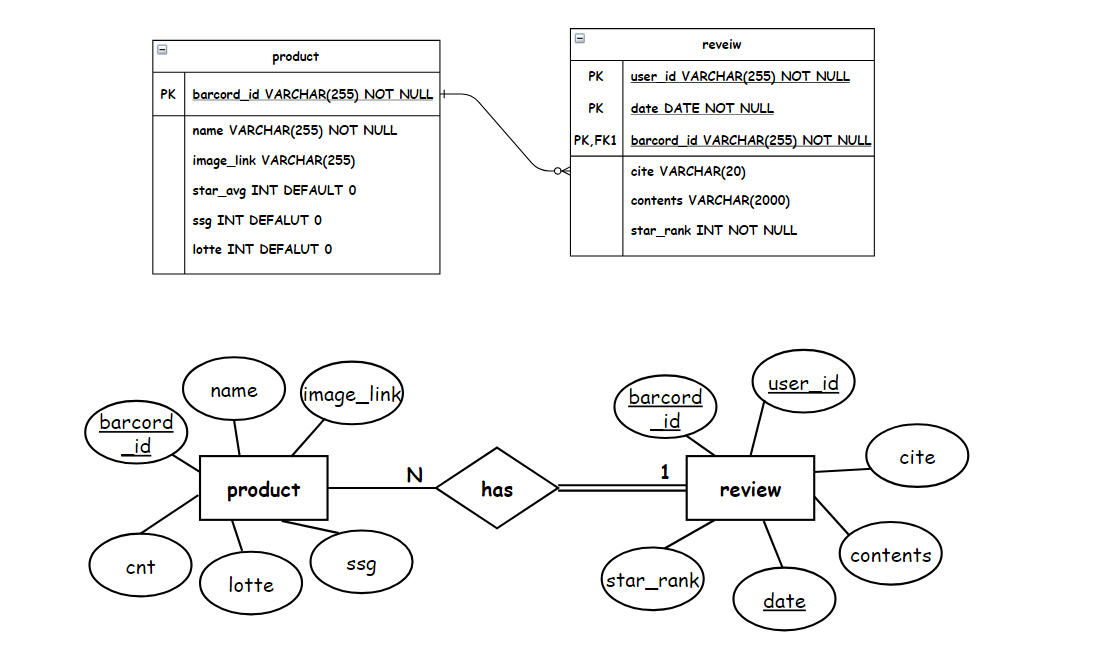 product
PK barcord_id VARCHAR(255) NOT NULL
name VARCHAR(255) NOT NULL
image_link VARCHAR(255)
star_avg INT DEFAULT 0
ssg INT DEFALUT 0
lotte INT DEFALUT 0
reveiw
PK user_id VARCHAR(255) NOT NULL
PK date DATE NOT NULL
PK,FK1 barcord_id VARCHAR(255) NOT NULL
cite VARCHAR(20)
contents VARCHAR(2000)
star_rank INT NOT NULL
name
image_link
barcord
_id
product
cnt
lotte
ssg
N
has
1
user_id
barcord
_id
cite
review
contents
star_rank
date